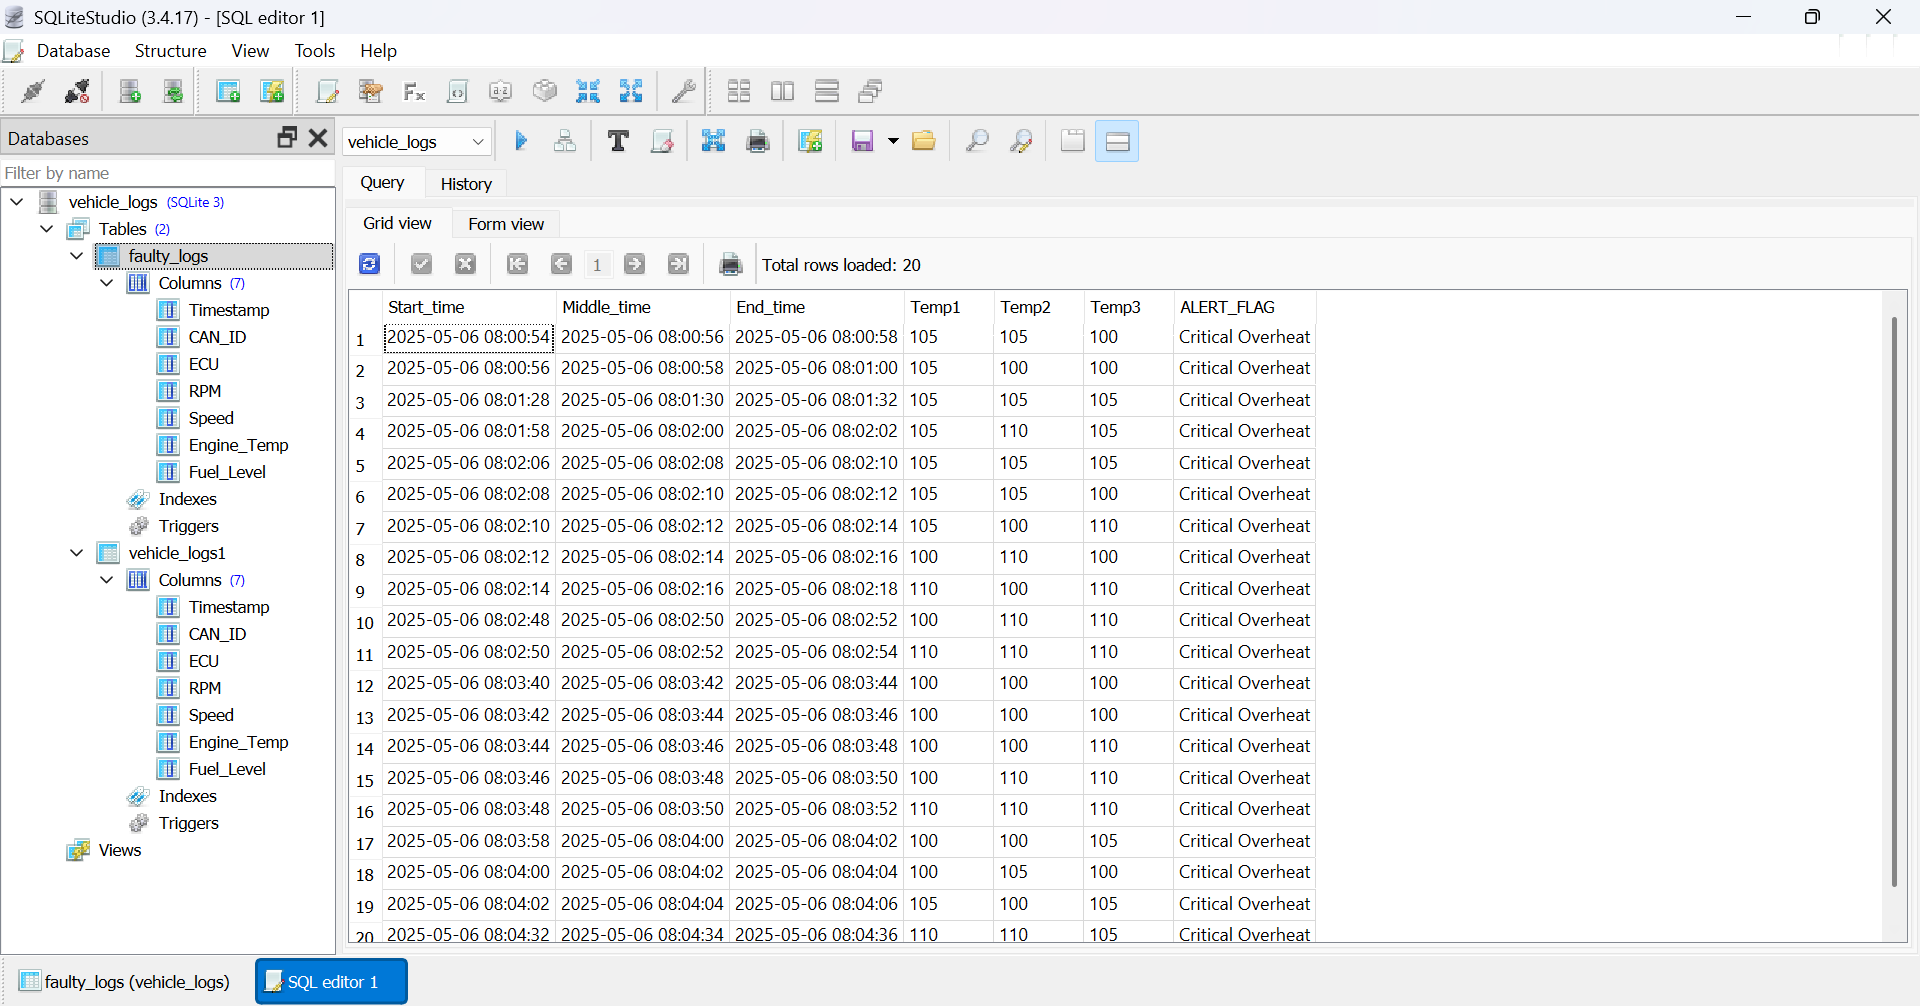 SQLiteStudio (3.4.17) - [SQL editor 1]
Database Structure View Tools Help
Databases
Filter by name
vehicle_logs (SQLite 3)
Tables (2)
faulty_logs
Columns (7)
Timestamp
CAN_ID
ECU
RPM
Speed
Engine_Temp
Fuel_Level
Indexes
Triggers
vehicle_logs1
Columns (7)
Timestamp
CAN_ID
ECU
RPM
Speed
Engine_Temp
Fuel_Level
Indexes
Triggers
Views
vehicle_logs
Query History
Grid view Form view
1 Total rows loaded: 20
Start_time Middle_time End_time Temp1 Temp2 Temp3 ALERT_FLAG
1 2025-05-06 08:00:54 2025-05-06 08:00:56 2025-05-06 08:00:58 105 105 100 Critical Overheat
2 2025-05-06 08:00:56 2025-05-06 08:00:58 2025-05-06 08:01:00 105 100 100 Critical Overheat
3 2025-05-06 08:01:28 2025-05-06 08:01:30 2025-05-06 08:01:32 105 105 105 Critical Overheat
4 2025-05-06 08:01:58 2025-05-06 08:02:00 2025-05-06 08:02:02 105 110 105 Critical Overheat
5 2025-05-06 08:02:06 2025-05-06 08:02:08 2025-05-06 08:02:10 105 105 105 Critical Overheat
6 2025-05-06 08:02:08 2025-05-06 08:02:10 2025-05-06 08:02:12 105 105 100 Critical Overheat
7 2025-05-06 08:02:10 2025-05-06 08:02:12 2025-05-06 08:02:14 105 100 110 Critical Overheat
8 2025-05-06 08:02:12 2025-05-06 08:02:14 2025-05-06 08:02:16 100 110 100 Critical Overheat
9 2025-05-06 08:02:14 2025-05-06 08:02:16 2025-05-06 08:02:18 110 100 110 Critical Overheat
10 2025-05-06 08:02:48 2025-05-06 08:02:50 2025-05-06 08:02:52 100 110 110 Critical Overheat
11 2025-05-06 08:02:50 2025-05-06 08:02:52 2025-05-06 08:02:54 110 110 110 Critical Overheat
12 2025-05-06 08:03:40 2025-05-06 08:03:42 2025-05-06 08:03:44 100 100 100 Critical Overheat
13 2025-05-06 08:03:42 2025-05-06 08:03:44 2025-05-06 08:03:46 100 100 100 Critical Overheat
14 2025-05-06 08:03:44 2025-05-06 08:03:46 2025-05-06 08:03:48 100 100 110 Critical Overheat
15 2025-05-06 08:03:46 2025-05-06 08:03:48 2025-05-06 08:03:50 100 110 110 Critical Overheat
16 2025-05-06 08:03:48 2025-05-06 08:03:50 2025-05-06 08:03:52 110 110 110 Critical Overheat
17 2025-05-06 08:03:58 2025-05-06 08:04:00 2025-05-06 08:04:02 100 100 105 Critical Overheat
18 2025-05-06 08:04:00 2025-05-06 08:04:02 2025-05-06 08:04:04 100 105 100 Critical Overheat
19 2025-05-06 08:04:02 2025-05-06 08:04:04 2025-05-06 08:04:06 105 100 105 Critical Overheat
20 2025-05-06 08:04:32 2025-05-06 08:04:34 2025-05-06 08:04:36 110 110 105 Critical Overheat
faulty_logs (vehicle_logs) SQL editor 1